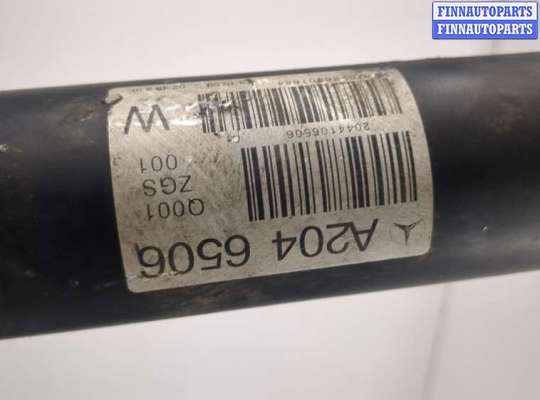 FINNAUTOPARTS
FINNAUTOPARTS
A204 6506
2044106506
Q001
ZGS
001
W